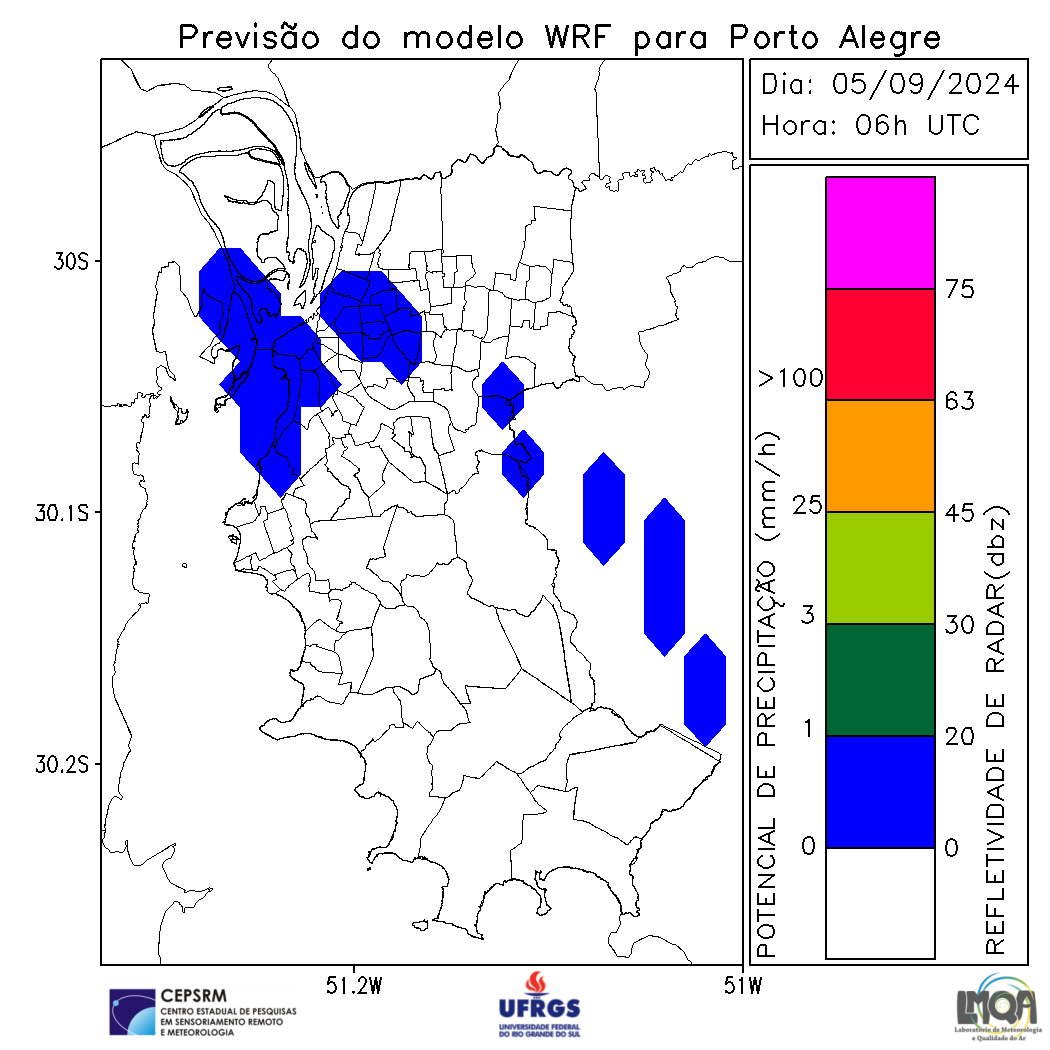 Previsão do modelo WRF para Porto Alegre
Dia: 05/09/2024
Hora: 06h UTC
30S
30.1S
30.2S
51.2W
51W
POTENCIAL DE PRECIPITAÇÃO (mm/h)
>100
25
3
1
0
75
63
45
30
20
0
REFLETIVIDADE DE RADAR(dbz)
CEPSRM
CENTRO ESTADUAL DE PESQUISAS
EM SENSORIAMENTO REMOTO
E METEOROLOGIA
UFRGS
UNIVERSIDADE FEDERAL
DO RIO GRANDE DO SUL
LMQA
Laboratório de Meteorologia
e Qualidade do Ar